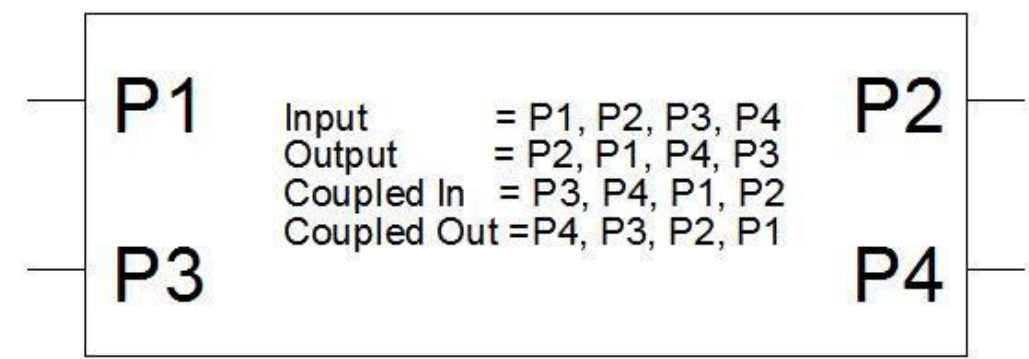 P1
P2
Input = P1, P2, P3, P4
Output = P2, P1, P4, P3
Coupled In = P3, P4, P1, P2
Coupled Out =P4, P3, P2, P1
P3
P4